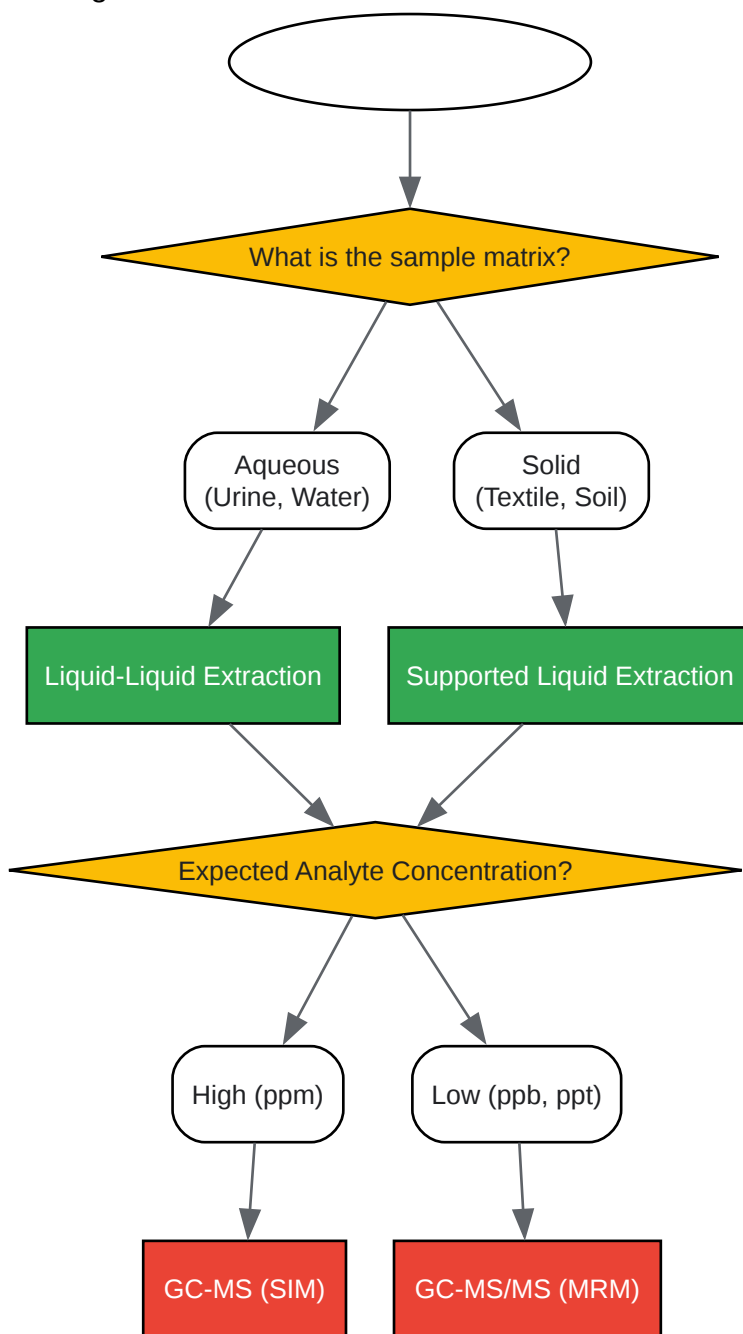 What is the sample matrix?
Aqueous
(Urine, Water)
Solid
(Textile, Soil)
Liquid-Liquid Extraction
Supported Liquid Extraction
Expected Analyte Concentration?
High (ppm)
Low (ppb, ppt)
GC-MS (SIM)
GC-MS/MS (MRM)